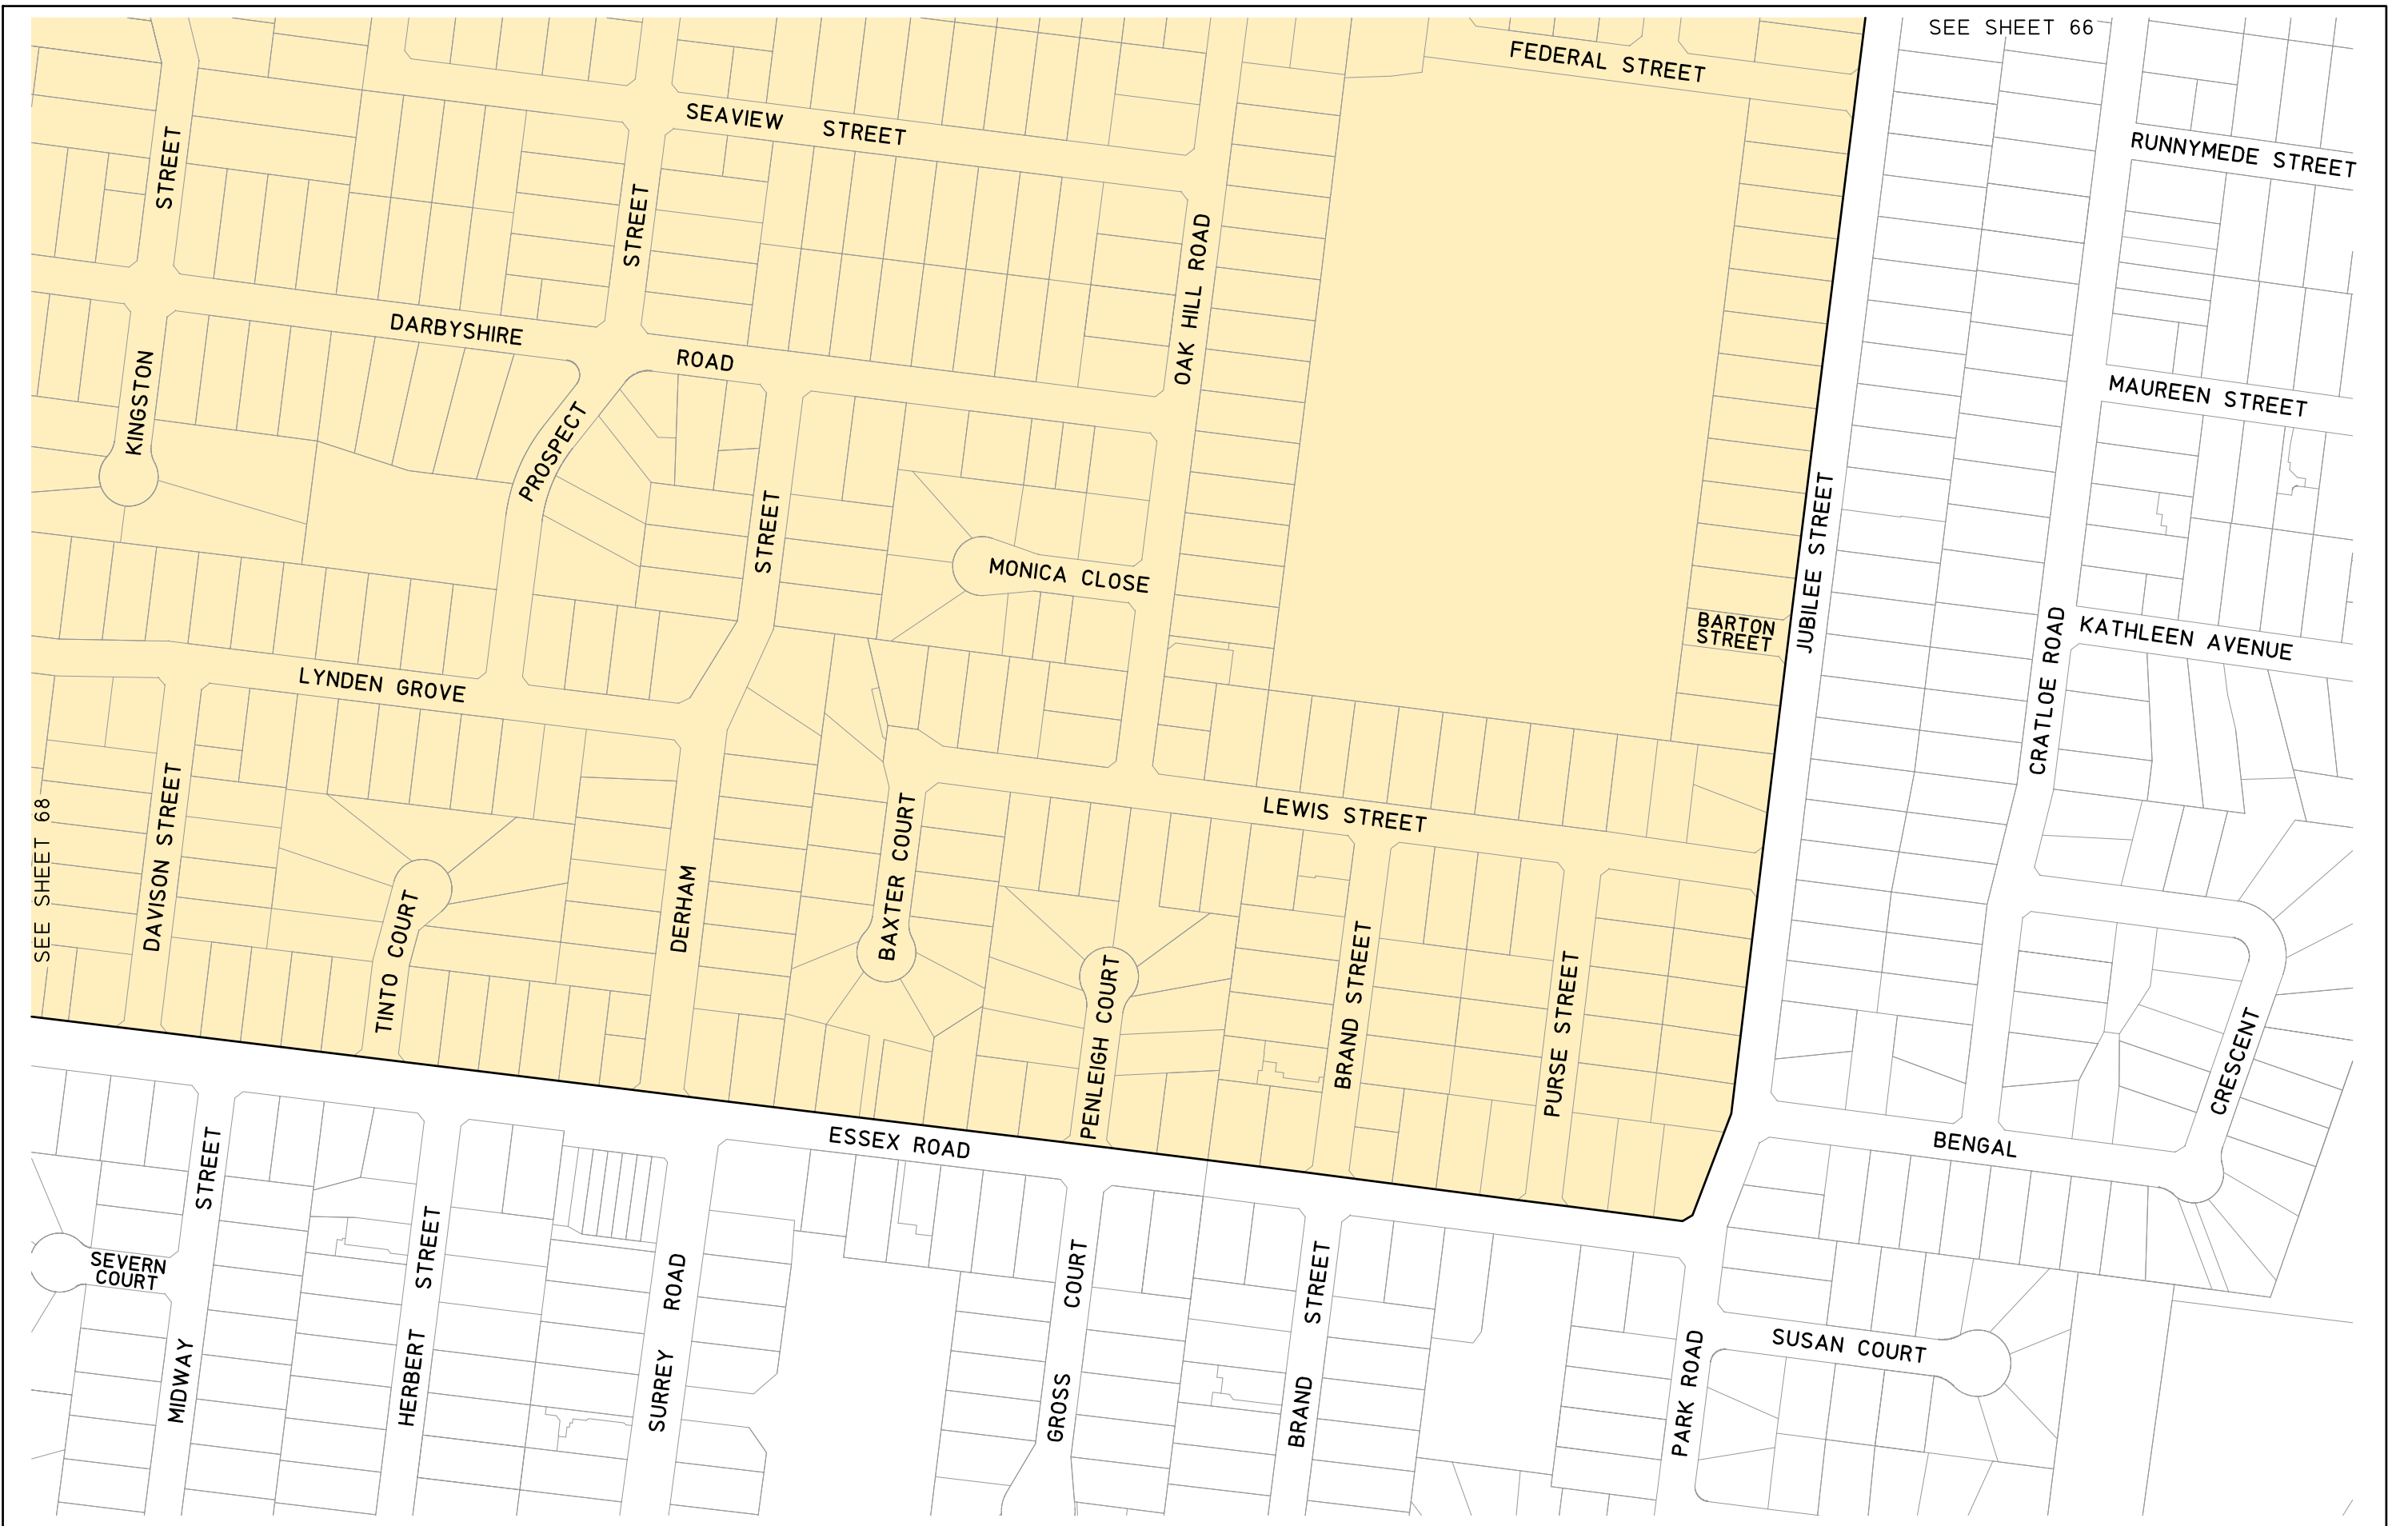 SEE SHEET 66
FEDERAL STREET
SEAVIEW STREET
RUNNYMEDE STREET
STREET
STREET
OAK HILL ROAD
DARBYSHIRE ROAD
KINGSTON
PROSPECT
MAUREEN STREET
STREET
MONICA CLOSE
JUBILEE STREET
BARTON
STREET
CRATLOE ROAD
KATHLEEN AVENUE
LYNDEN GROVE
SEE SHEET 68
DAVISON STREET
LEWIS STREET
BAXTER COURT
DERHAM
TINTO COURT
PENLEIGH COURT
BRAND STREET
PURSE STREET
CRESCENT
BENGAL
ESSEX ROAD
STREET
SEVERN
COURT
MIDWAY
HERBERT STREET
SURREY ROAD
GROSS COURT
BRAND STREET
PARK ROAD
SUSAN COURT